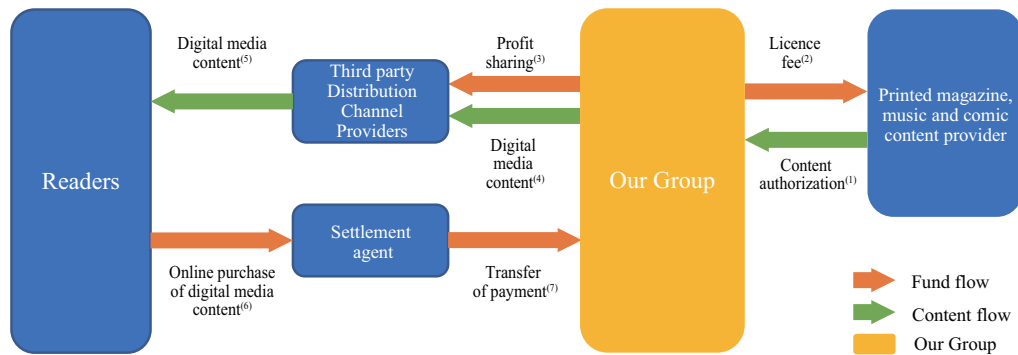 Readers
Digital media
content(5)
Third party
Distribution
Channel
Providers
Profit
sharing(3)
Digital
media
content(4)
Our Group
Licence
fee(2)
Content
authorization(1)
Printed magazine,
music and comic
content provider
Online purchase
of digital media
content(6)
Settlement
agent
Transfer
of payment(7)
Fund flow
Content flow
Our Group